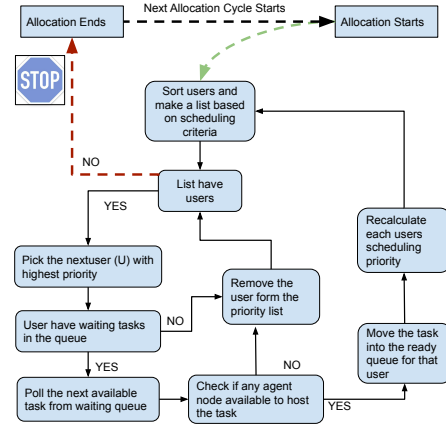 Allocation Ends
Next Allocation Cycle Starts
Allocation Starts
STOP
Sort users and
make a list based
on scheduling
criteria
NO
List have
users
YES
Recalculate
each users
scheduling
priority
Pick the nextuser (U) with
highest priority
Remove the
user form the
priority list
User have waiting tasks
in the queue
NO
Move the task
into the ready
queue for that
user
YES
NO
Poll the next available
task from waiting queue
Check if any agent
node available to host
the task
YES